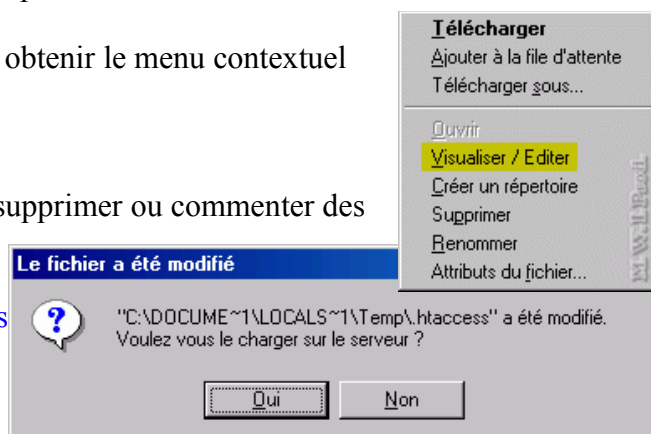 obtenir le menu contextuel
supprimer ou commenter des
s
Télécharger
Ajouter à la file d'attente
Télécharger sous...
Ouvrir
Visualiser / Editer
Créer un répertoire
Supprimer
Renommer
Attributs du fichier...
Le fichier a été modifié
"C:\DOCUME~1\LOCALS~1\Temp\.htaccess" a été modifié.
Voulez vous le charger sur le serveur ?
Oui
Non